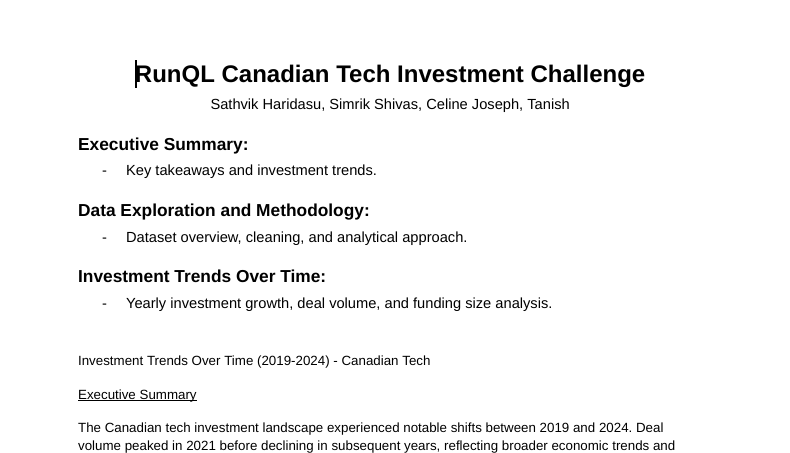 RunQL Canadian Tech Investment Challenge
Sathvik Haridasu, Simrik Shivas, Celine Joseph, Tanish
Executive Summary:
- Key takeaways and investment trends.
Data Exploration and Methodology:
- Dataset overview, cleaning, and analytical approach.
Investment Trends Over Time:
- Yearly investment growth, deal volume, and funding size analysis.
Investment Trends Over Time (2019-2024) - Canadian Tech
Executive Summary
The Canadian tech investment landscape experienced notable shifts between 2019 and 2024. Deal
volume peaked in 2021 before declining in subsequent years, reflecting broader economic trends and